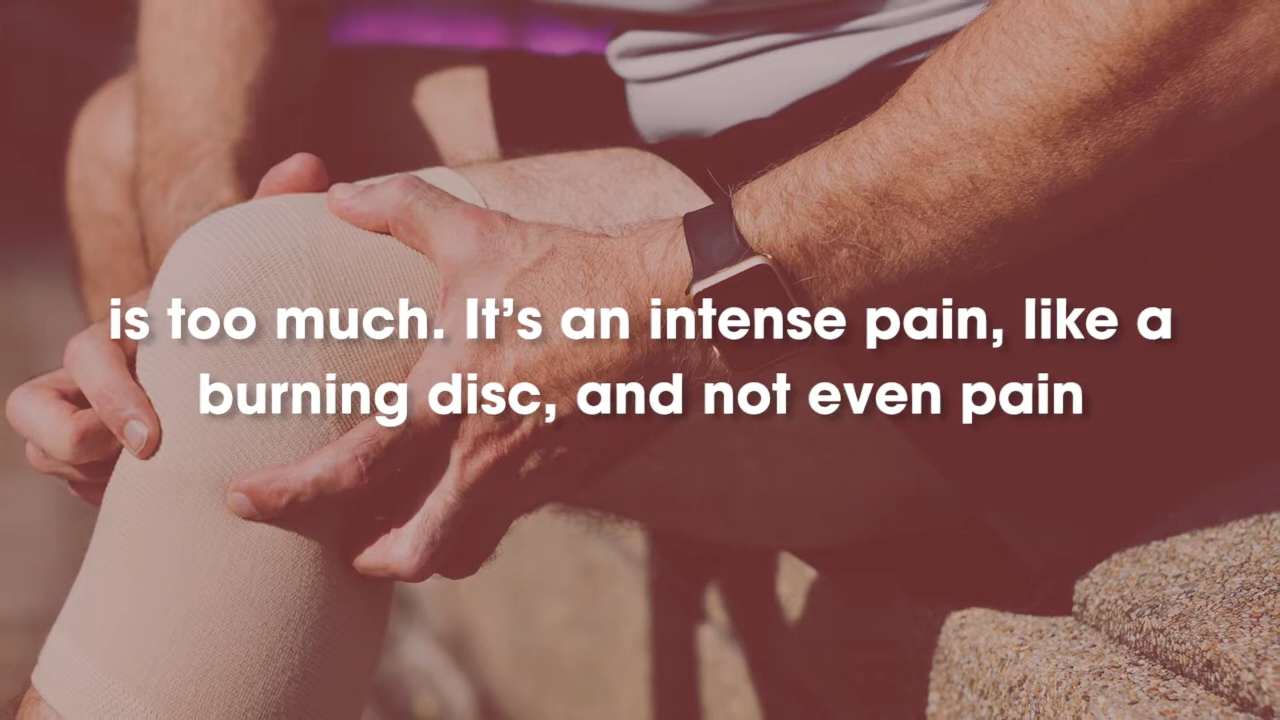 is too much. It’s an intense pain, like a
burning disc, and not even pain